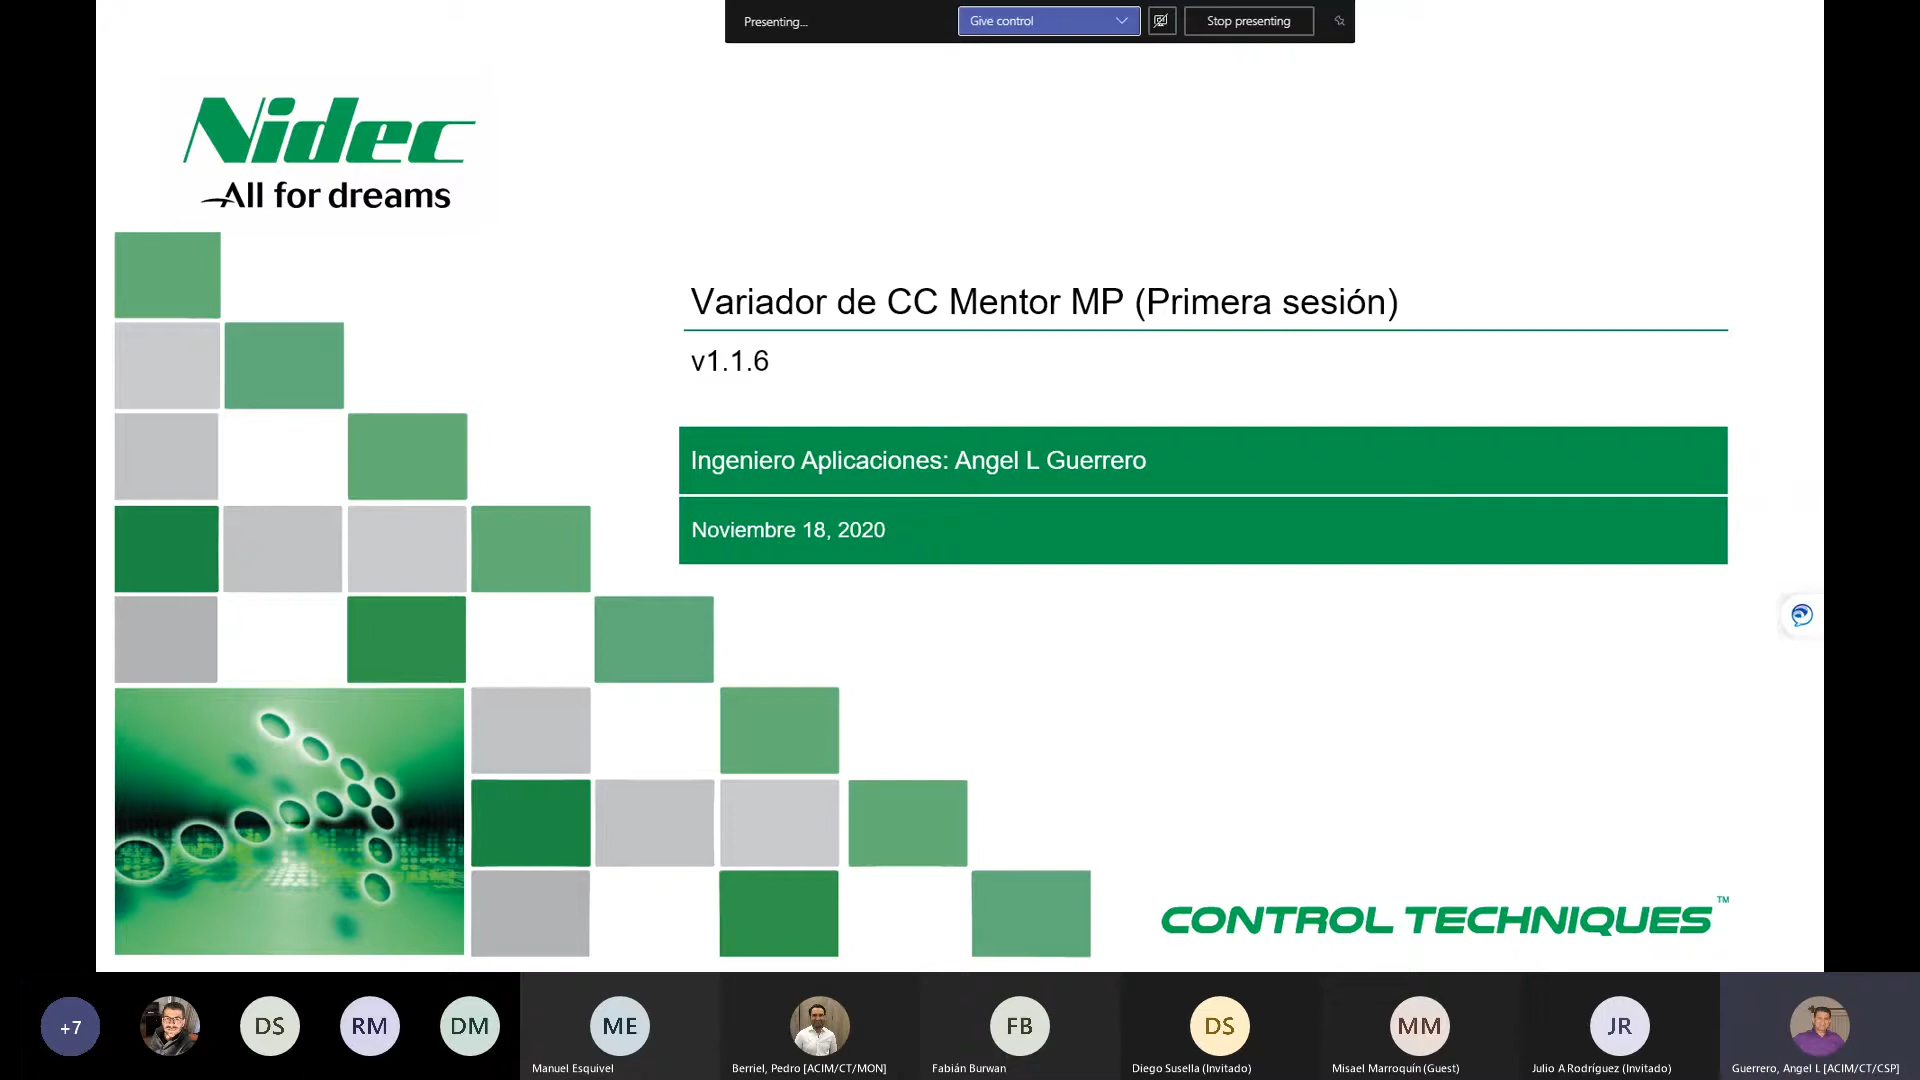 Presenting...
Give control
Stop presenting
Nidec
All for dreams
Variador de CC Mentor MP (Primera sesión)
v1.1.6
Ingeniero Aplicaciones: Angel L Guerrero
Noviembre 18, 2020
CONTROL TECHNIQUES™
+7
DS
RM
DM
ME
FB
DS
MM
JR
Manuel Esquivel
Berriel, Pedro [ACIM/CT/MON]
Fabián Burwan
Diego Susella (Invitado)
Misael Marroquín (Guest)
Julio A Rodríguez (Invitado)
Guerrero, Angel L [ACIM/CT/CSP]